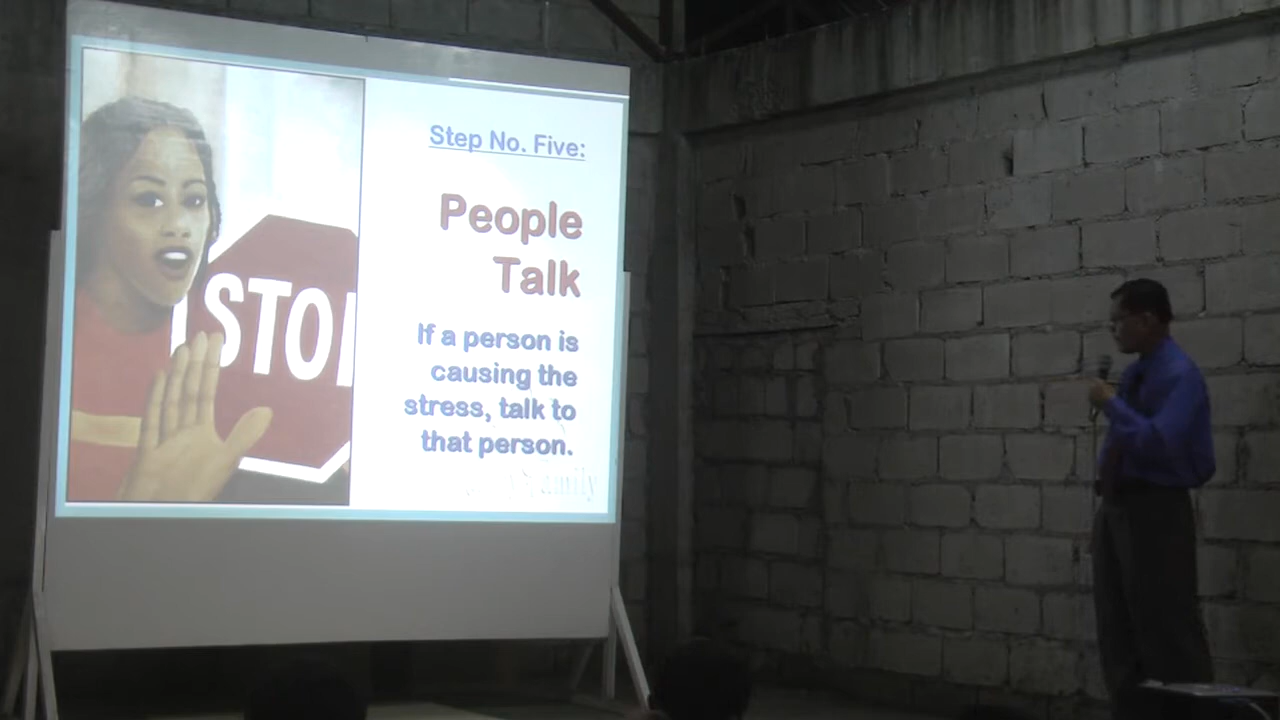 STO
Step No. Five:
People
Talk
If a person is
causing the
stress, talk to
that person.